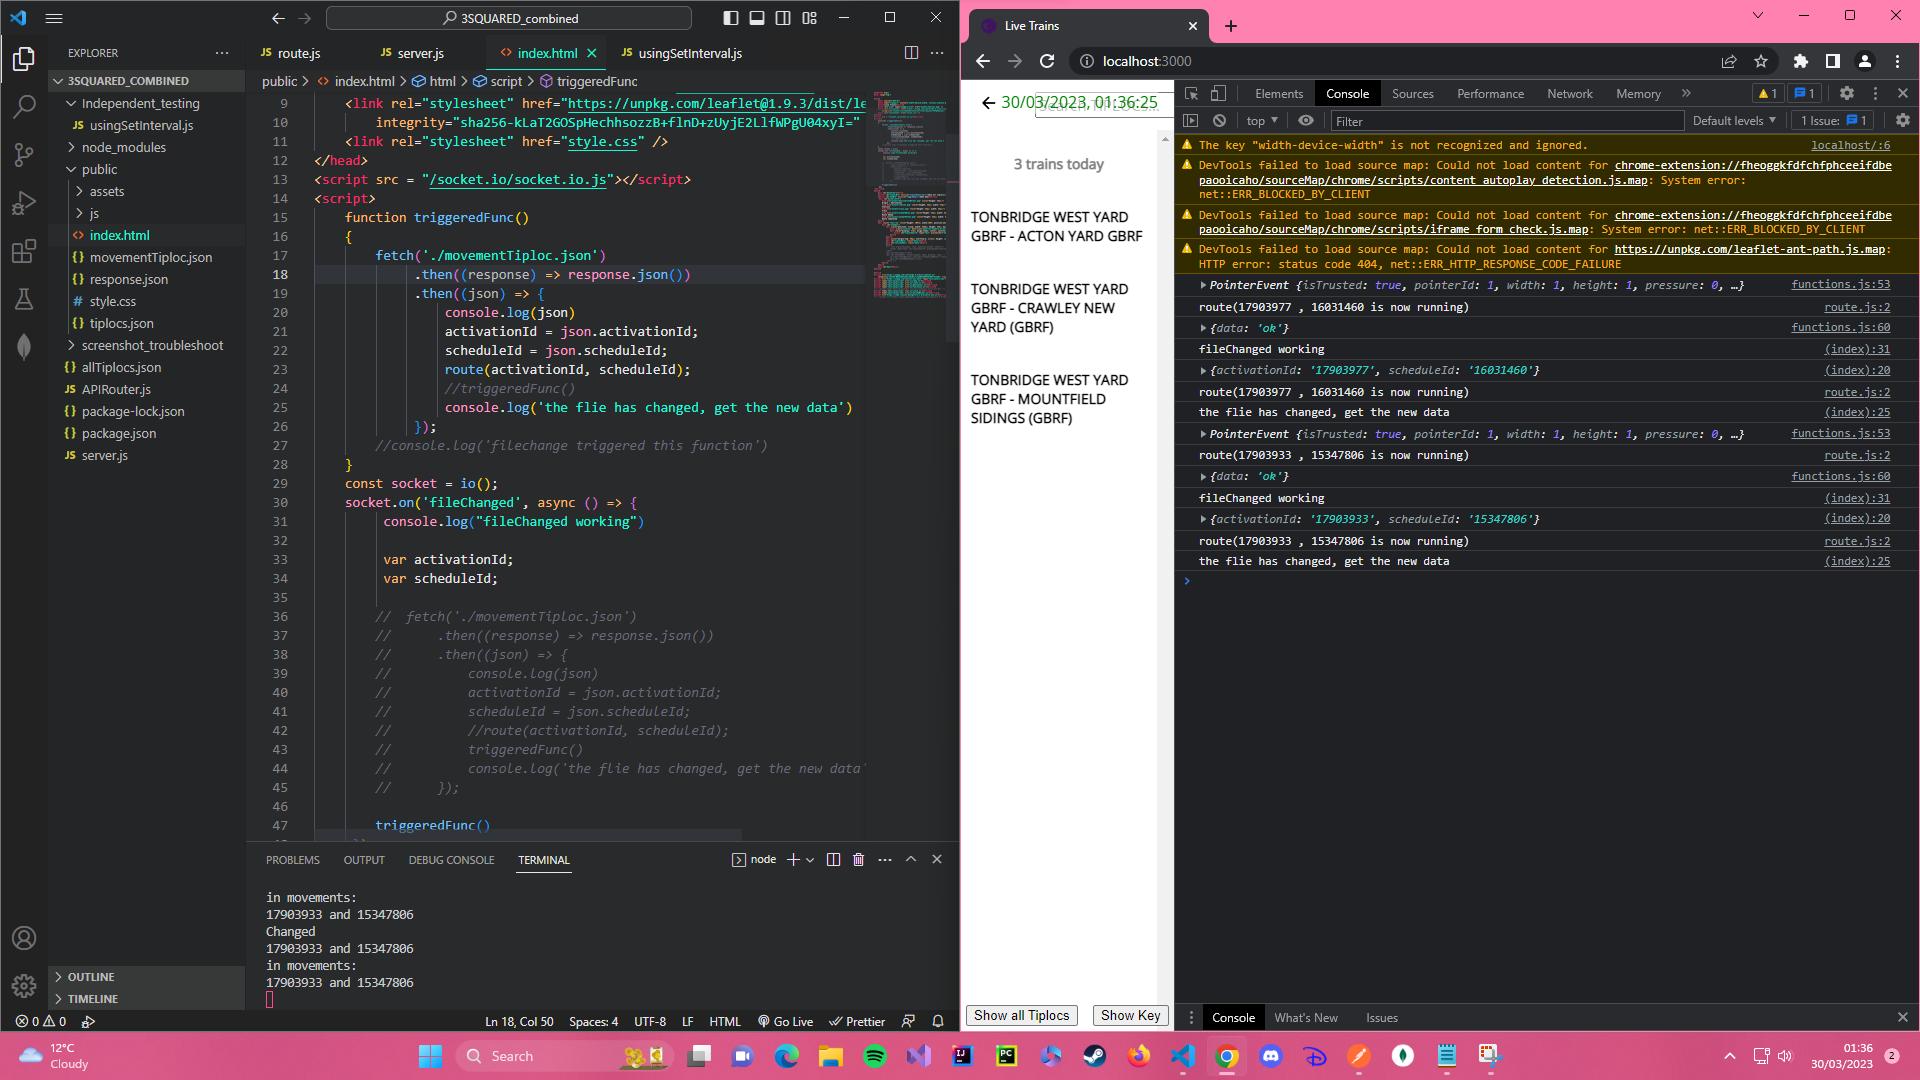 3SQUARED_combined
EXPLORER
3SQUARED_COMBINED
Independent_testing
usingSetInterval.js
node_modules
public
assets
js
index.html
movementTiploc.json
response.json
style.css
tiplocs.json
screenshot_troubleshoot
allTiplocs.json
APIRouter.js
package-lock.json
package.json
server.js
OUTLINE
TIMELINE
route.js server.js index.html usingSetInterval.js
public > index.html > html > script > triggeredFunc
9 <link rel="stylesheet" href="https://unpkg.com/leaflet@1.9.3/dist/le
10 integrity="sha256-kLaT2GOSpHechhsozzB+flnD+zUyjE2LlfWPgU04xyI="
11 <link rel="stylesheet" href="style.css" />
12 </head>
13 <script src = "/socket.io/socket.io.js"></script>
14 <script>
15 function triggeredFunc()
16 {
17 fetch('./movementTiploc.json')
18 .then((response) => response.json())
19 .then((json) => {
20 console.log(json)
21 activationId = json.activationId;
22 scheduleId = json.scheduleId;
23 route(activationId, scheduleId);
24 //triggeredFunc()
25 console.log('the flie has changed, get the new data')
26 });
27 //console.log('filechange triggered this function')
28 }
29 const socket = io();
30 socket.on('fileChanged', async () => {
31 console.log("fileChanged working")
32
33 var activationId;
34 var scheduleId;
35
36 // fetch('./movementTiploc.json')
37 // .then((response) => response.json())
38 // .then((json) => {
39 // console.log(json)
40 // activationId = json.activationId;
41 // scheduleId = json.scheduleId;
42 // //route(activationId, scheduleId);
43 // triggeredFunc()
44 // console.log('the flie has changed, get the new data'
45 // });
46
47 triggeredFunc()
PROBLEMS OUTPUT DEBUG CONSOLE TERMINAL
node
in movements:
17903933 and 15347806
Changed
17903933 and 15347806
in movements:
17903933 and 15347806
0 0
Ln 18, Col 50 Spaces: 4 UTF-8 LF HTML Go Live Prettier
Live Trains
localhost:3000
30/03/2023, 01:36:25
3 trains today
TONBRIDGE WEST YARD
GBRF - ACTON YARD GBRF
TONBRIDGE WEST YARD
GBRF - CRAWLEY NEW
YARD (GBRF)
TONBRIDGE WEST YARD
GBRF - MOUNTFIELD
SIDINGS (GBRF)
Show all Tiplocs
Show Key
Elements Console Sources Performance Network Memory
1 1
top Filter Default levels 1 Issue: 1
The key "width-device-width" is not recognized and ignored. localhost/:6
DevTools failed to load source map: Could not load content for chrome-extension://fheoggkfdfchfphceeifdbe
paooicaho/sourceMap/chrome/scripts/content_autoplay_detection.js.map: System error:
net::ERR_BLOCKED_BY_CLIENT
DevTools failed to load source map: Could not load content for chrome-extension://fheoggkfdfchfphceeifdbe
paooicaho/sourceMap/chrome/scripts/iframe_form_check.js.map: System error: net::ERR_BLOCKED_BY_CLIENT
DevTools failed to load source map: Could not load content for https://unpkg.com/leaflet-ant-path.js.map:
HTTP error: status code 404, net::ERR_HTTP_RESPONSE_CODE_FAILURE
PointerEvent {isTrusted: true, pointerId: 1, width: 1, height: 1, pressure: 0, …} functions.js:53
route(17903977 , 16031460 is now running) route.js:2
{data: 'ok'} functions.js:60
fileChanged working (index):31
{activationId: '17903977', scheduleId: '16031460'} (index):20
route(17903977 , 16031460 is now running) route.js:2
the flie has changed, get the new data (index):25
PointerEvent {isTrusted: true, pointerId: 1, width: 1, height: 1, pressure: 0, …} functions.js:53
route(17903933 , 15347806 is now running) route.js:2
{data: 'ok'} functions.js:60
fileChanged working (index):31
{activationId: '17903933', scheduleId: '15347806'} (index):20
route(17903933 , 15347806 is now running) route.js:2
the flie has changed, get the new data (index):25
Console What's New Issues
12°C
Cloudy
Search
01:36
30/03/2023
2